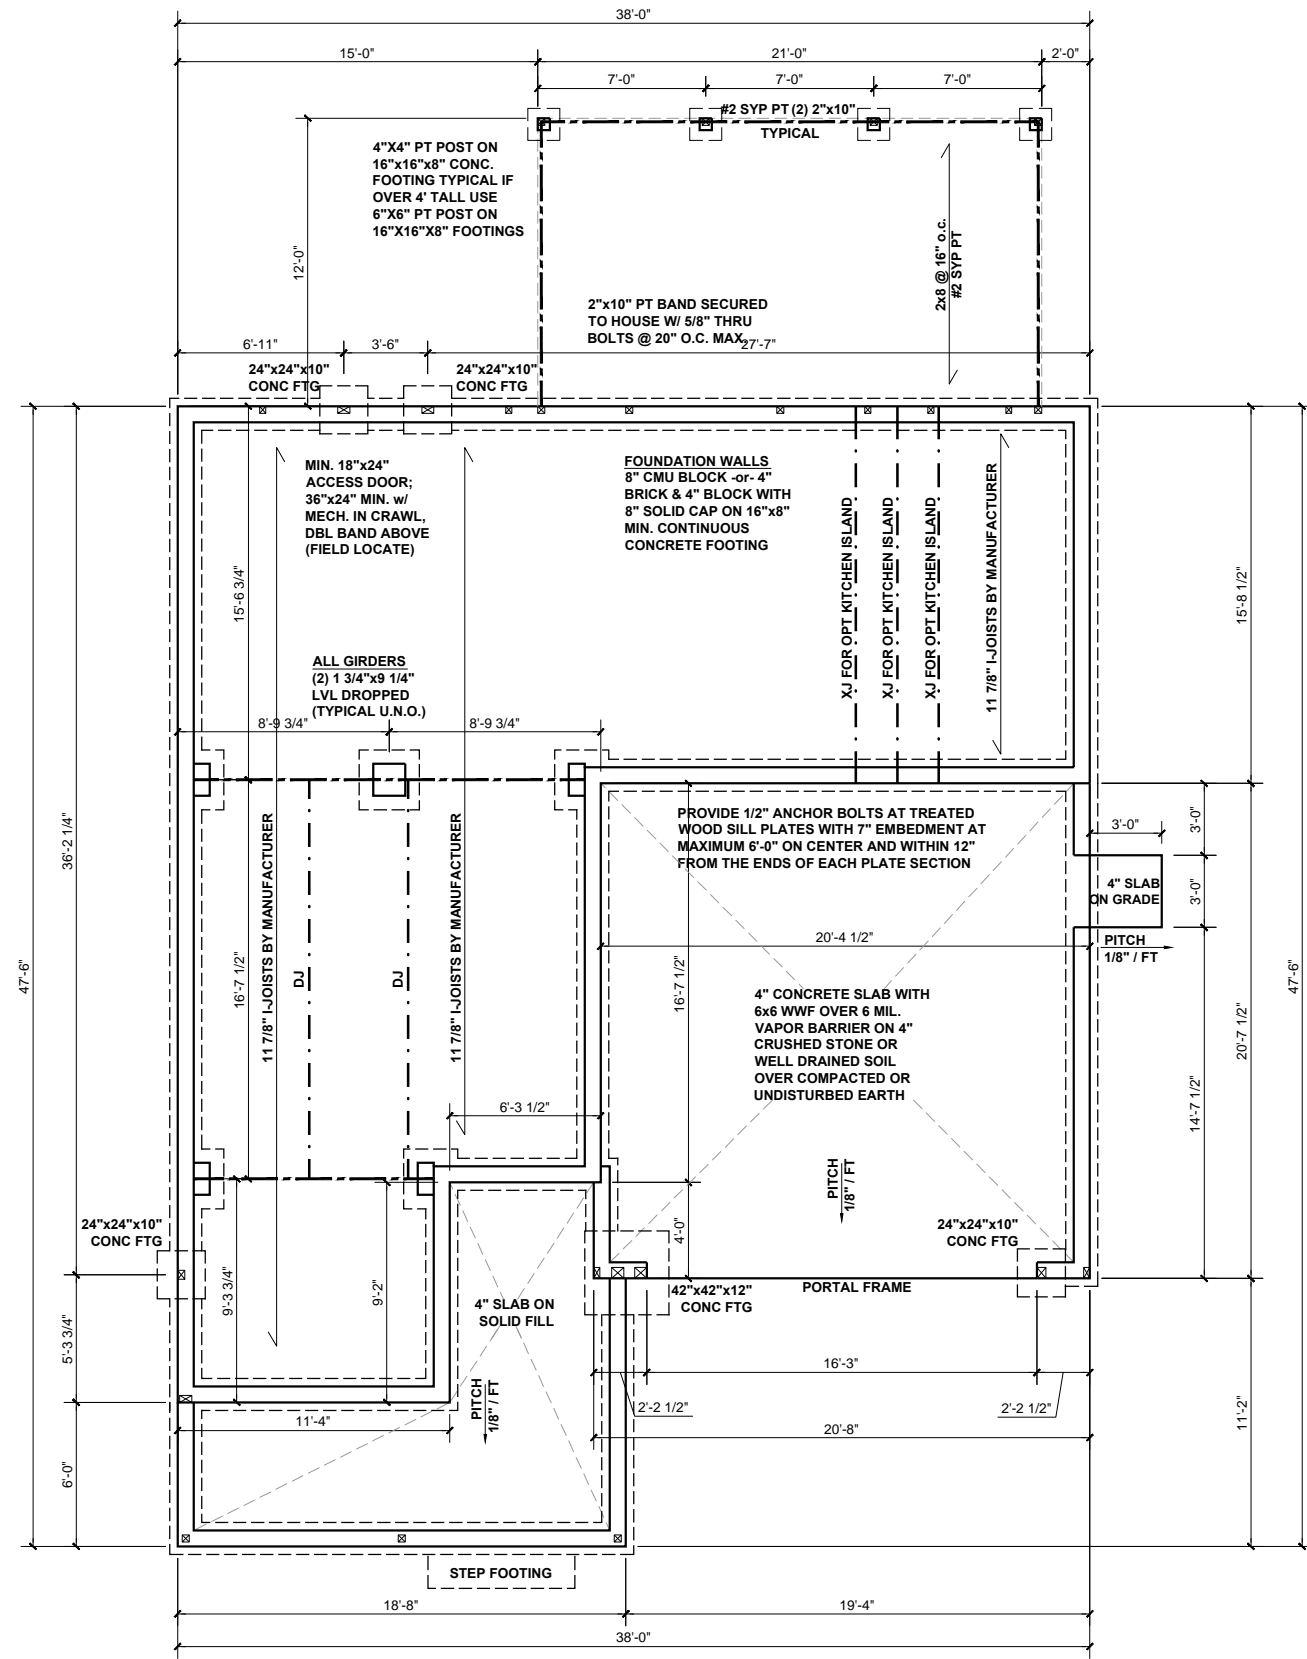 38'-0"
15'-0"
21'-0"
2'-0"
7'-0"
7'-0"
7'-0"
#2 SYP PT (2) 2"x10"
TYPICAL
4"X4" PT POST ON
16"x16"x8" CONC.
FOOTING TYPICAL IF
OVER 4' TALL USE
6"X6" PT POST ON
16"X16"X8" FOOTINGS
12'-0"
2x8 @ 16" o.c.
#2 SYP PT
2"x10" PT BAND SECURED
TO HOUSE W/ 5/8" THRU
BOLTS @ 20" O.C. MAX.
6'-11"
3'-6"
27'-7"
24"x24"x10"
CONC FTG
24"x24"x10"
CONC FTG
MIN. 18"x24"
ACCESS DOOR;
36"x24" MIN. w/
MECH. IN CRAWL,
DBL BAND ABOVE
(FIELD LOCATE)
FOUNDATION WALLS
8" CMU BLOCK -or- 4"
BRICK & 4" BLOCK WITH
8" SOLID CAP ON 16"x8"
MIN. CONTINUOUS
CONCRETE FOOTING
XJ FOR OPT KITCHEN ISLAND
XJ FOR OPT KITCHEN ISLAND
XJ FOR OPT KITCHEN ISLAND
11 7/8" I-JOISTS BY MANUFACTURER
15'-6 3/4"
15'-8 1/2"
ALL GIRDERS
(2) 1 3/4"x9 1/4"
LVL DROPPED
(TYPICAL U.N.O.)
8'-9 3/4"
8'-9 3/4"
36'-2 1/4"
47'-6"
47'-6"
PROVIDE 1/2" ANCHOR BOLTS AT TREATED
WOOD SILL PLATES WITH 7" EMBEDMENT AT
MAXIMUM 6'-0" ON CENTER AND WITHIN 12"
FROM THE ENDS OF EACH PLATE SECTION
3'-0"
3'-0"
3'-0"
4" SLAB
ON GRADE
PITCH
1/8" / FT
20'-4 1/2"
16'-7 1/2"
11 7/8" I-JOISTS BY MANUFACTURER
DJ
DJ
11 7/8" I-JOISTS BY MANUFACTURER
16'-7 1/2"
4" CONCRETE SLAB WITH
6x6 WWF OVER 6 MIL.
VAPOR BARRIER ON 4"
CRUSHED STONE OR
WELL DRAINED SOIL
OVER COMPACTED OR
UNDISTURBED EARTH
20'-7 1/2"
14'-7 1/2"
6'-3 1/2"
PITCH
1/8" / FT
24"x24"x10"
CONC FTG
4'-0"
24"x24"x10"
CONC FTG
9'-3 3/4"
9'-2"
4" SLAB ON
SOLID FILL
42"x42"x12"
CONC FTG
PORTAL FRAME
5'-3 3/4"
16'-3"
2'-2 1/2"
2'-2 1/2"
PITCH
1/8" / FT
11'-4"
20'-8"
11'-2"
6'-0"
STEP FOOTING
18'-8"
19'-4"
38'-0"